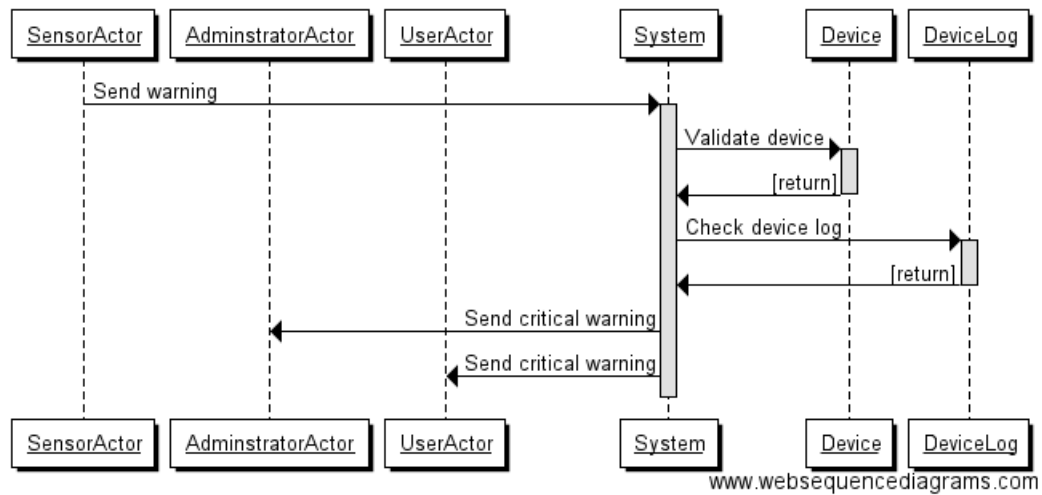 SensorActor
AdminstratorActor
UserActor
System
Device
DeviceLog
Send warning
Validate device
[return]
Check device log
[return]
Send critical warning
Send critical warning
SensorActor
AdminstratorActor
UserActor
System
Device
DeviceLog
www.websequencediagrams.com